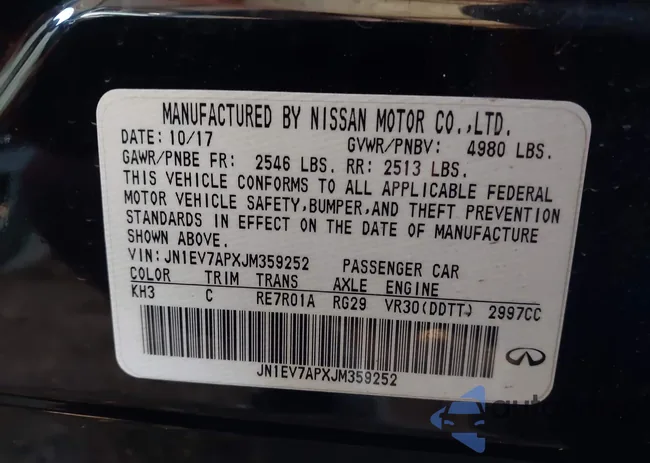 MANUFACTURED BY NISSAN MOTOR CO.,LTD.
DATE: 10/17 GVWR/PNBV: 4980 LBS.
GAWR/PNBE FR: 2546 LBS. RR: 2513 LBS.
THIS VEHICLE CONFORMS TO ALL APPLICABLE FEDERAL
MOTOR VEHICLE SAFETY,BUMPER,AND THEFT PREVENTION
STANDARDS IN EFFECT ON THE DATE OF MANUFACTURE
SHOWN ABOVE.
VIN: JN1EV7APXJM359252 PASSENGER CAR
COLOR TRIM TRANS AXLE ENGINE
KH3 C RE7R01A RG29 VR30(DDTT) 2997CC
JN1EV7APXJM359252